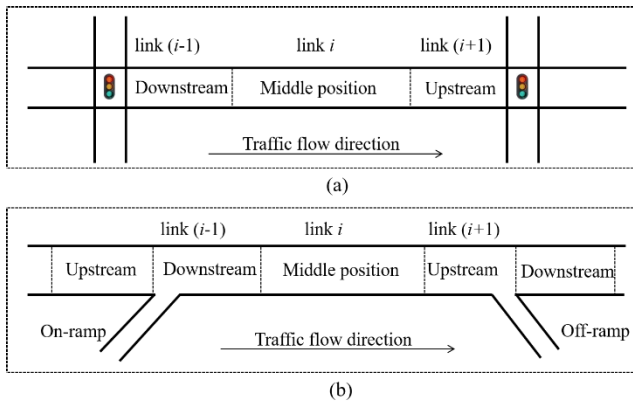 link (i-1) link i link (i+1)
Downstream Middle position Upstream
Traffic flow direction
(a)
link (i-1) link i link (i+1)
Upstream Downstream Middle position Upstream Downstream
On-ramp Off-ramp
Traffic flow direction
(b)